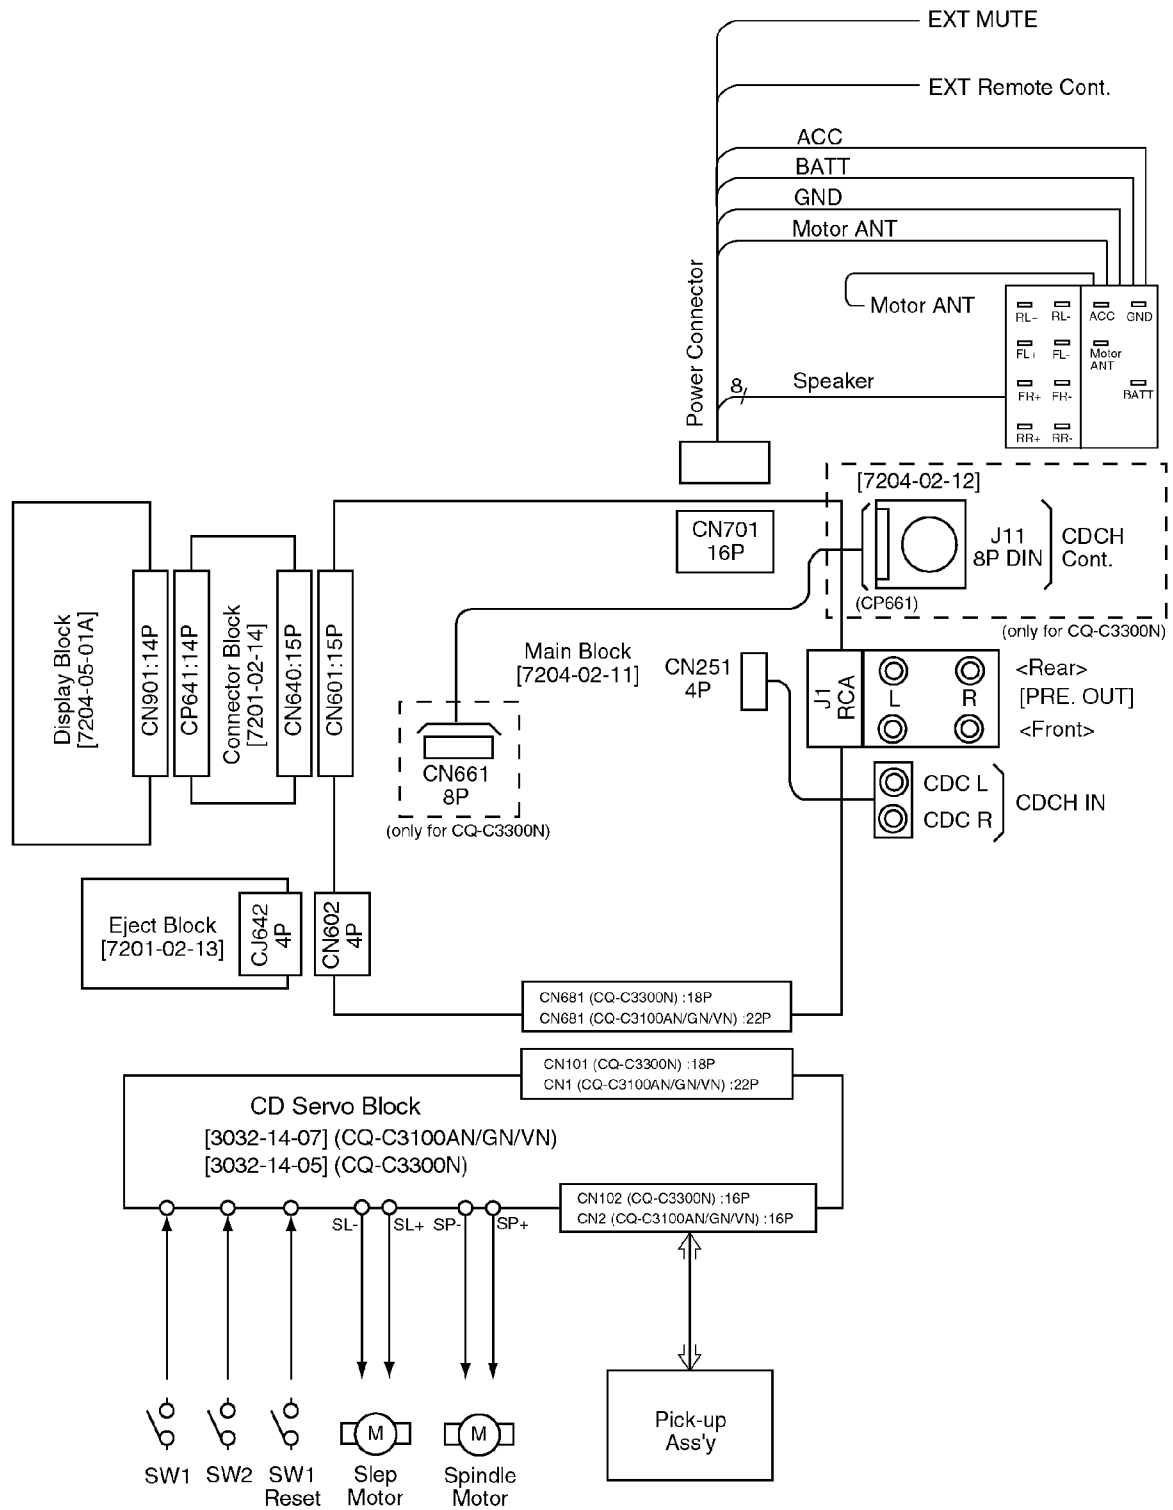 EXT MUTE
EXT Remote Cont.
ACC
BATT
GND
Motor ANT
Power Connector
Motor ANT
RL+ RL- ACC GND
FL+ FL- Motor
ANT
FR+ FR- BATT
RR+ RR-
8
Speaker
[7204-02-12]
CN701
16P
J11
8P DIN
CDCH
Cont.
(CP661)
(only for CQ-C3300N)
Display Block
[7204-05-01A]
CN901:14P
CP641:14P
Connector Block
[7201-02-14]
CN640:15P
CN601:15P
Main Block
[7204-02-11]
CN251
4P
J1
RCA
L
R
<Rear>
[PRE. OUT]
<Front>
CN661
8P
(only for CQ-C3300N)
CDC L
CDC R
CDCH IN
Eject Block
[7201-02-13]
CJ642
4P
CN602
4P
CN681 (CQ-C3300N) :18P
CN681 (CQ-C3100AN/GN/VN) :22P
CN101 (CQ-C3300N) :18P
CN1 (CQ-C3100AN/GN/VN) :22P
CD Servo Block
[3032-14-07] (CQ-C3100AN/GN/VN)
[3032-14-05] (CQ-C3300N)
CN102 (CQ-C3300N) :16P
CN2 (CQ-C3100AN/GN/VN) :16P
SL-
SL+
SP-
SP+
M
M
SW1
SW2
SW1
Reset
Slep
Motor
Spindle
Motor
Pick-up
Ass'y